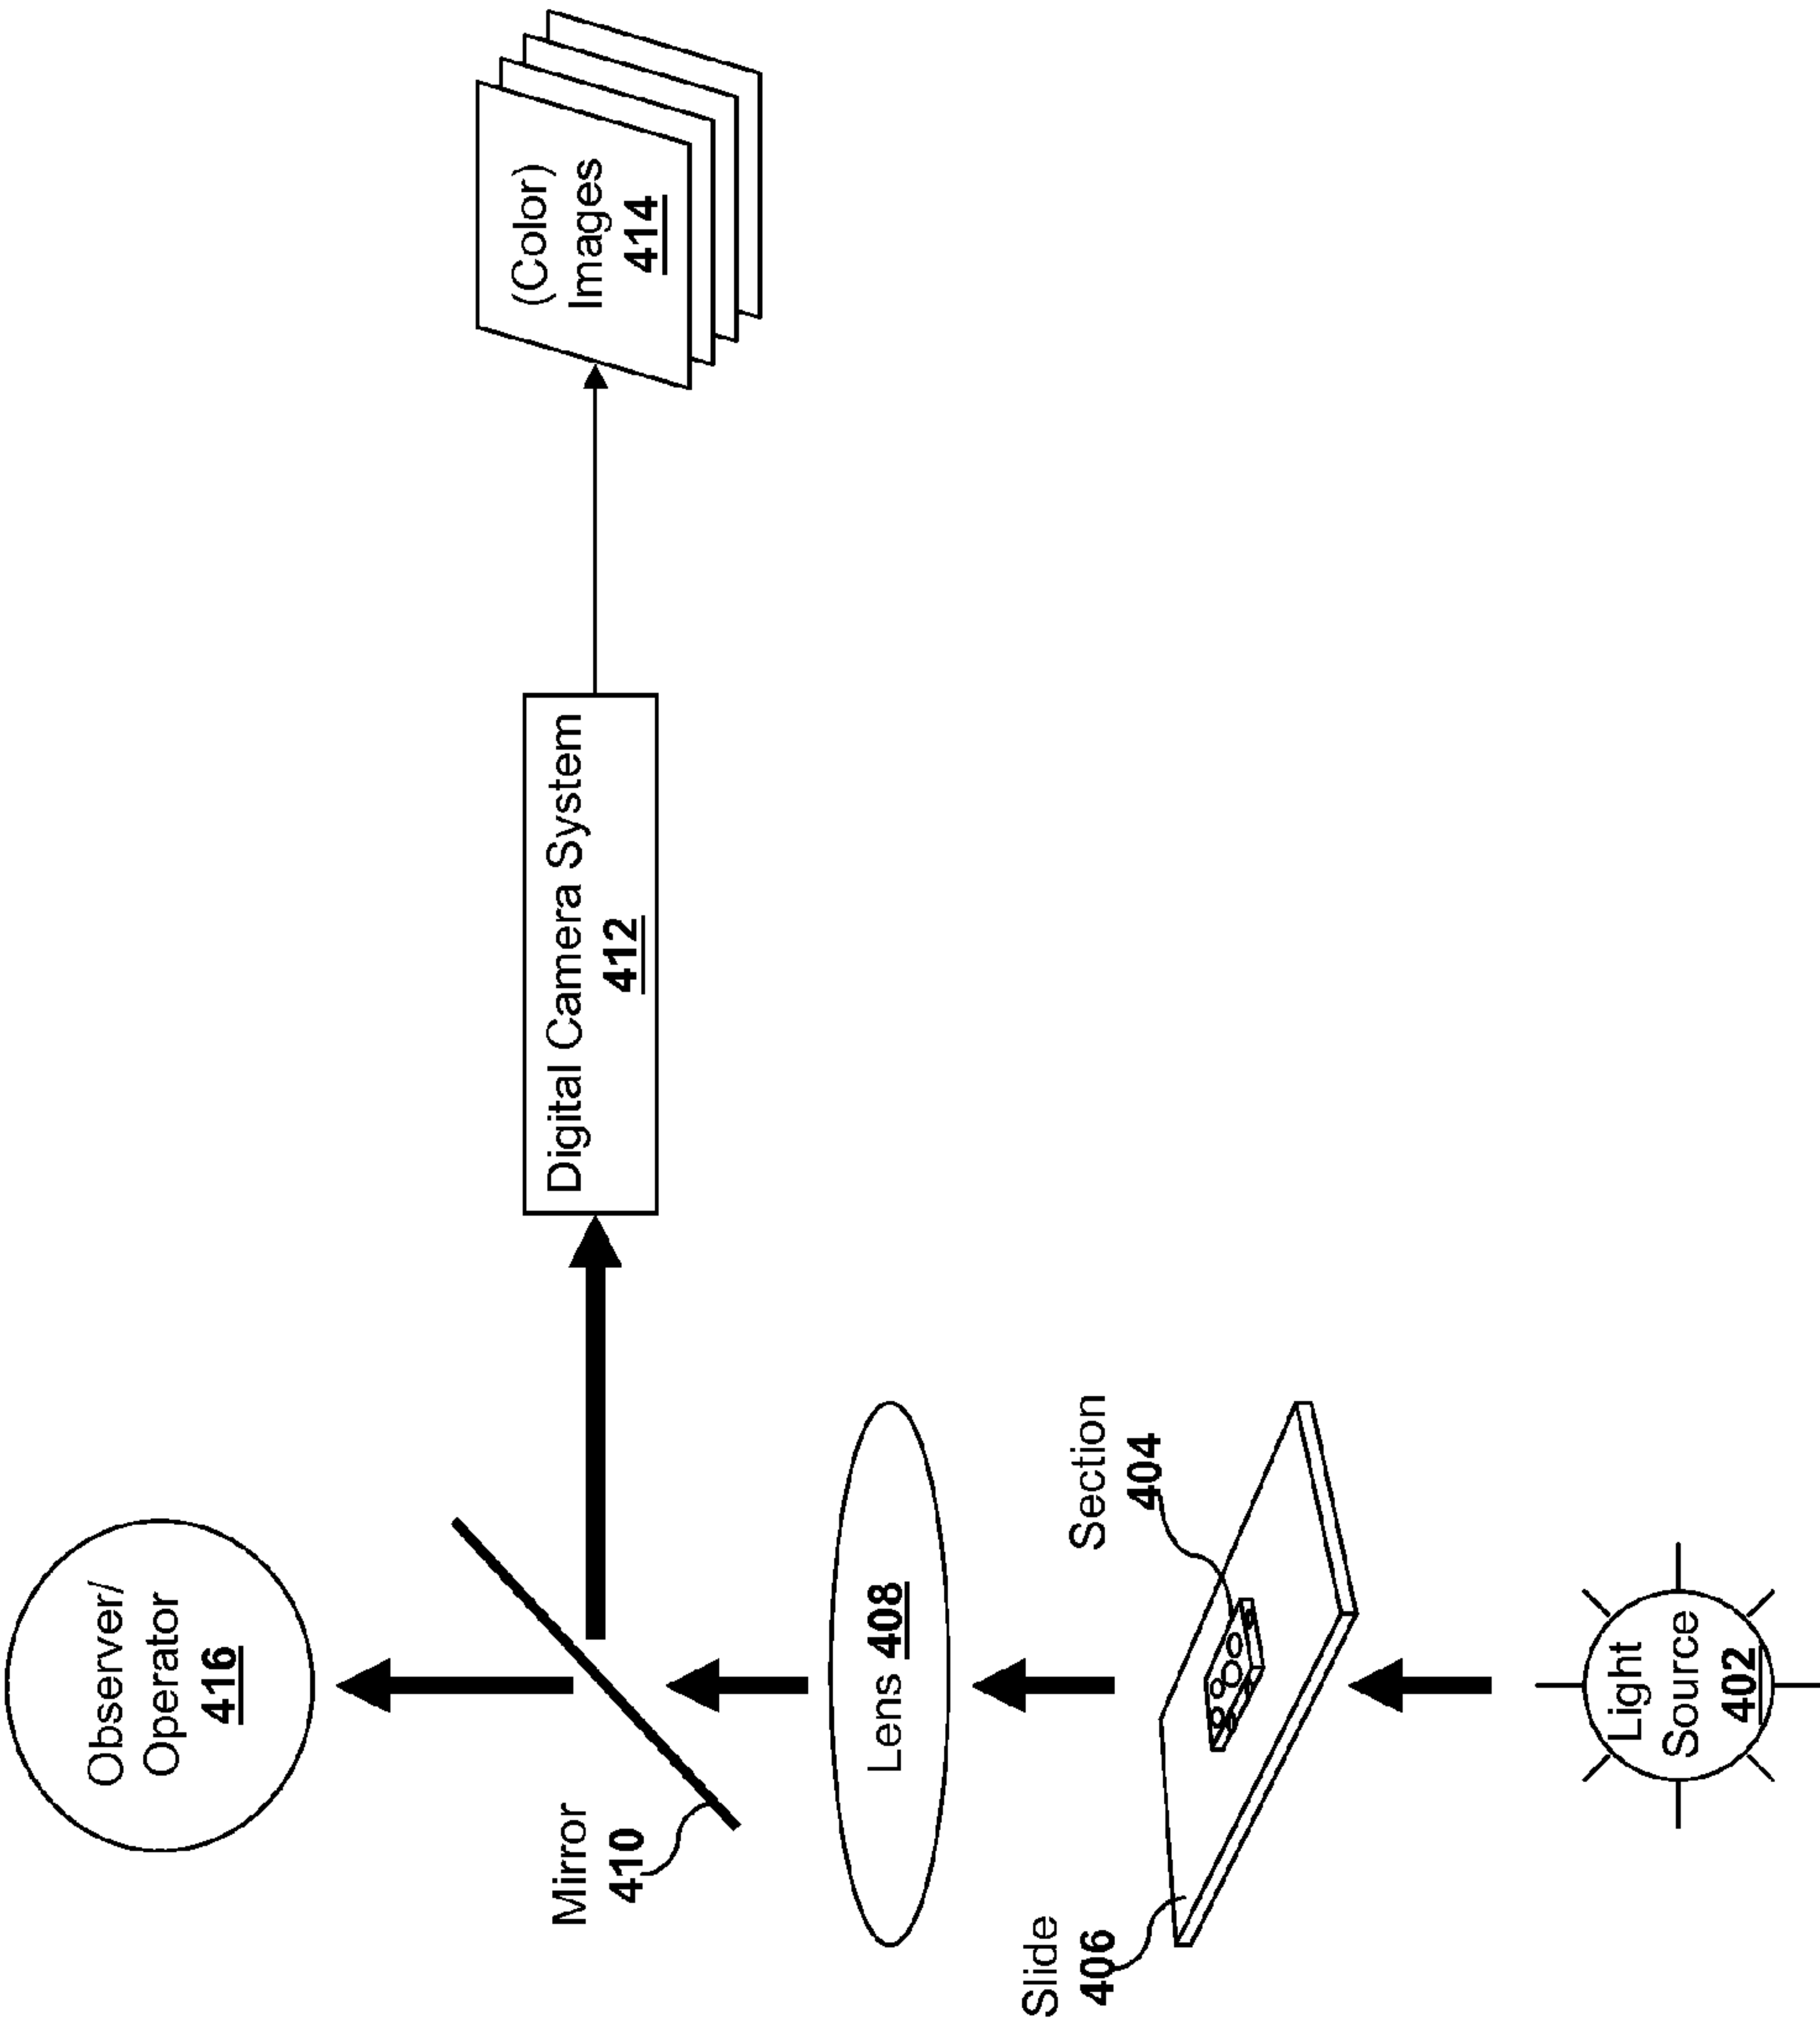 Observer/
Operator
416
Mirror
410
Digital Camera System
412
(Color)
Images
414
Lens 408
Slide
406
Section
404
Light
Source
402